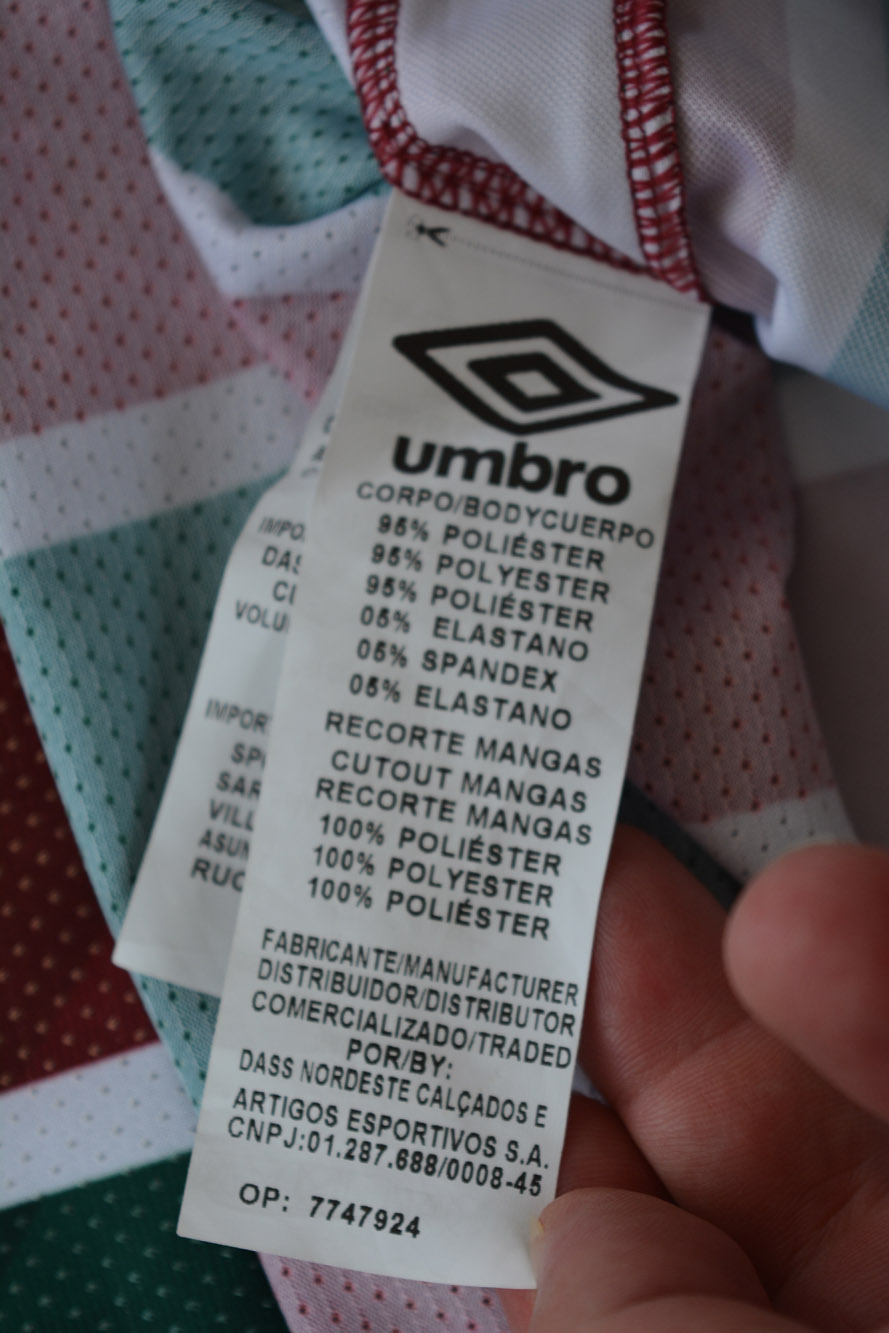 umbro
CORPO/BODYCUERPO
95% POLIÉSTER
95% POLYESTER
95% POLIÉSTER
05% ELASTANO
05% SPANDEX
05% ELASTANO
RECORTE MANGAS
CUTOUT MANGAS
RECORTE MANGAS
100% POLIÉSTER
100% POLYESTER
100% POLIÉSTER
FABRICANTE/MANUFACTURER
DISTRIBUIDOR/DISTRIBUTOR
COMERCIALIZADO/TRADED
POR/BY:
DASS NORDESTE CALÇADOS E
ARTIGOS ESPORTIVOS S.A.
CNPJ:01.287.688/0008-45
OP: 7747924